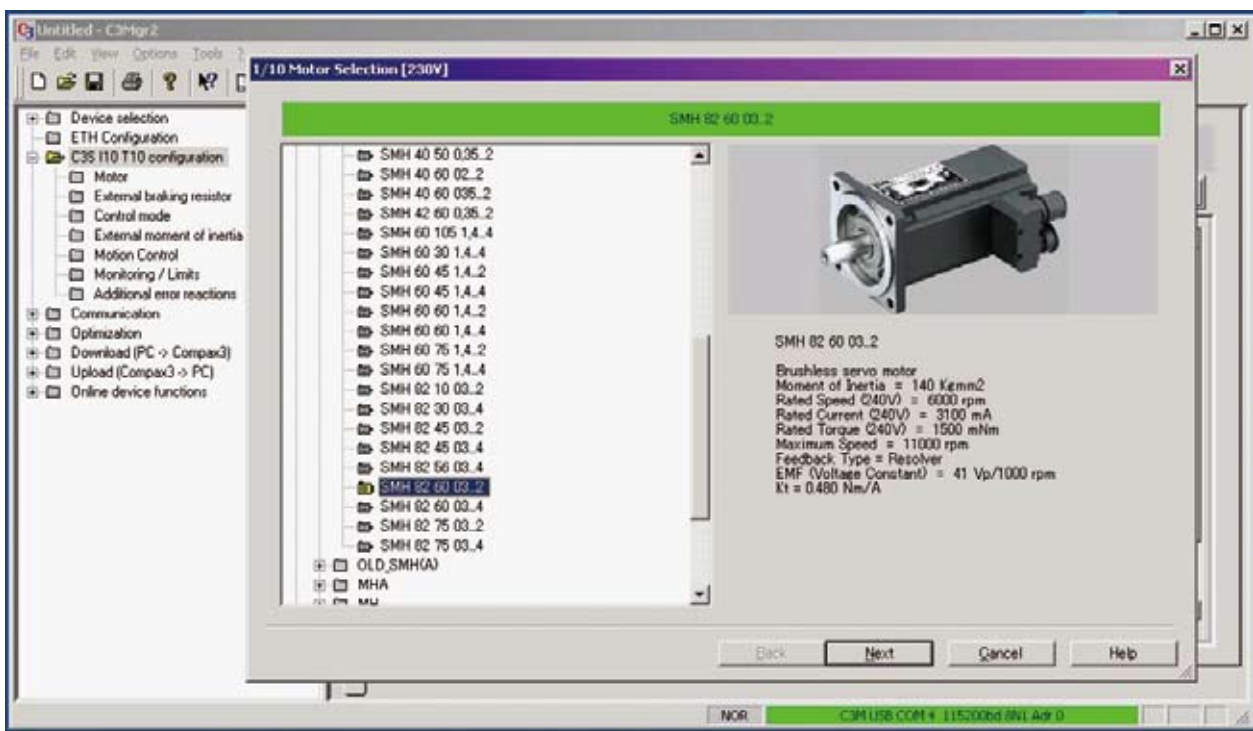 Untitled - C3Mgr2
File Edit View Options Tools ?
1/10 Motor Selection [230V]
SMH 82 60 03..2
Device selection
ETH Configuration
C3S I10 T10 configuration
Motor
External braking resistor
Control mode
External moment of inertia
Motion Control
Monitoring / Limits
Additional error reactions
Communication
Optimization
Download (PC -> Compax3)
Upload (Compax3 -> PC)
Online device functions
SMH 40 50 0,35..2
SMH 40 60 02..2
SMH 40 60 035..2
SMH 42 60 0,35..2
SMH 60 105 1,4..4
SMH 60 30 1.4..4
SMH 60 45 1.4..2
SMH 60 45 1,4..4
SMH 60 60 1,4..2
SMH 60 60 1,4..4
SMH 60 75 1,4..2
SMH 60 75 1,4..4
SMH 82 10 03..2
SMH 82 30 03..4
SMH 82 45 03..2
SMH 82 45 03..4
SMH 82 56 03..4
SMH 82 60 03..2
SMH 82 60 03..4
SMH 82 75 03..2
SMH 82 75 03..4
OLD_SMH(A)
MHA
MH
SMH 82 60 03..2
Brushless servo motor
Moment of Inertia = 140 Kgmm2
Rated Speed (240V) = 6000 rpm
Rated Current (240V) = 3100 mA
Rated Torque (240V) = 1500 mNm
Maximum Speed = 11000 rpm
Feedback Type = Resolver
EMF (Voltage Constant) = 41 Vp/1000 rpm
Kt = 0.480 Nm/A
Back Next Cancel Help
NOR C3M USB COM 4 115200bd 8N1 Adr 0